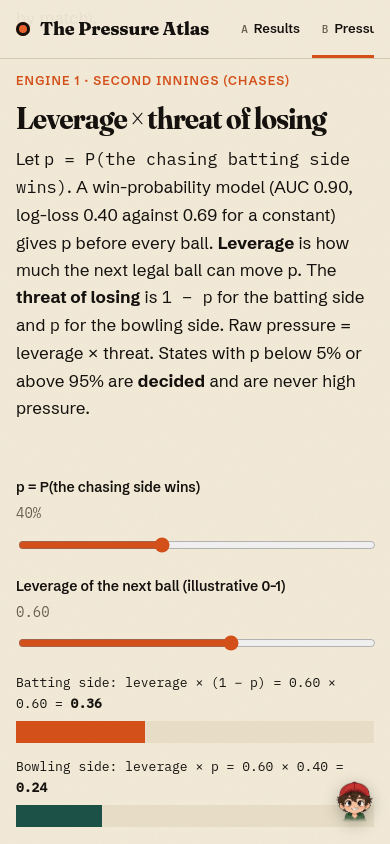 The Pressure Atlas
A Results
B Pressu
ENGINE 1 · SECOND INNINGS (CHASES)
Leverage × threat of losing
Let p = P(the chasing batting side
wins). A win-probability model (AUC 0.90,
log-loss 0.40 against 0.69 for a constant)
gives p before every ball. Leverage is how
much the next legal ball can move p. The
threat of losing is 1 − p for the batting side
and p for the bowling side. Raw pressure =
leverage × threat. States with p below 5% or
above 95% are decided and are never high
pressure.
p = P(the chasing side wins)
40%
Leverage of the next ball (illustrative 0–1)
0.60
Batting side: leverage × (1 − p) = 0.60 ×
0.60 = 0.36
Bowling side: leverage × p = 0.60 × 0.40 =
0.24